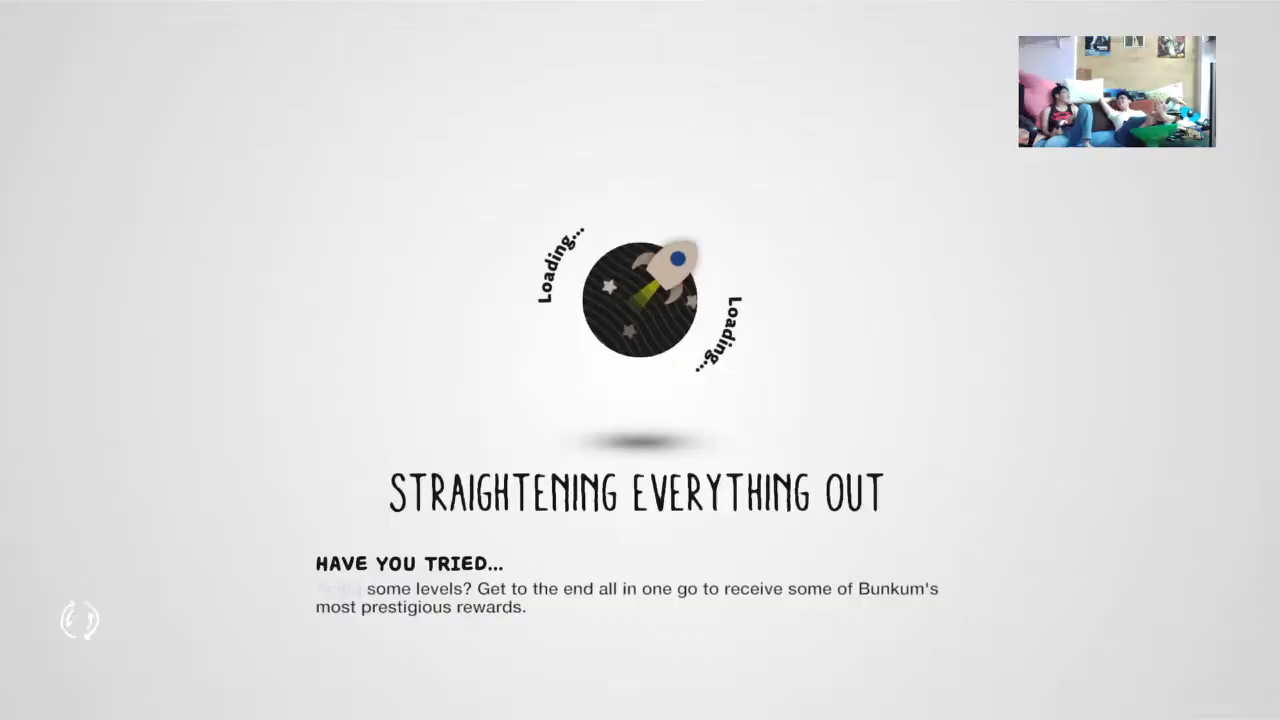 Loading...
Loading...
STRAIGHTENING EVERYTHING OUT
HAVE YOU TRIED...
some levels? Get to the end all in one go to receive some of Bunkum's
most prestigious rewards.